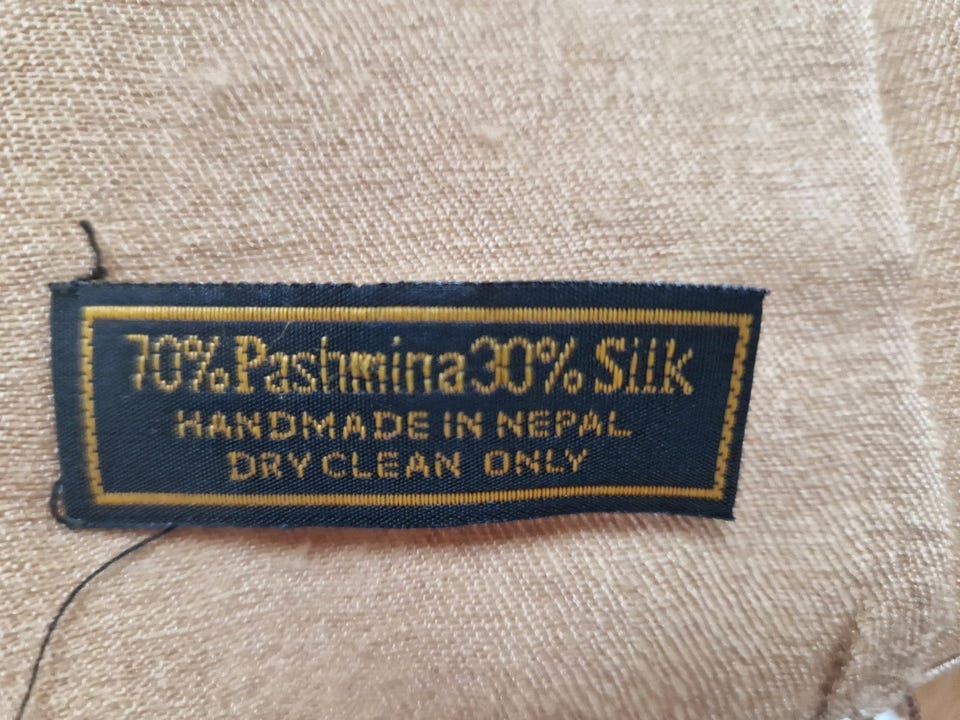 70% Pashmina 30% Silk
HANDMADE IN NEPAL
DRY CLEAN ONLY